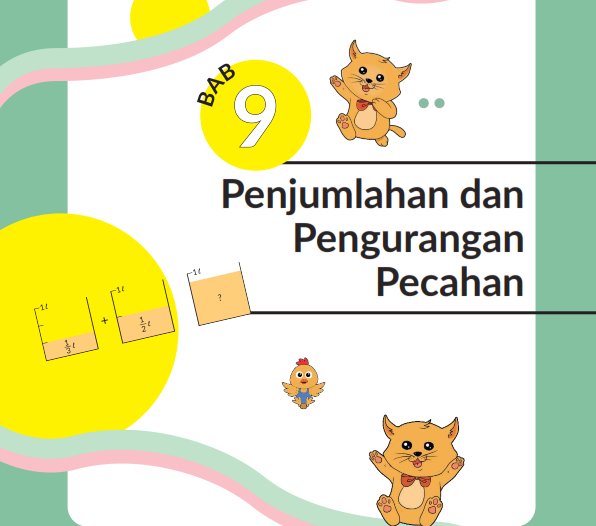 BAB
9
Penjumlahan dan
Pengurangan
Pecahan
1ℓ
1/3 ℓ
+
1ℓ
1/2 ℓ
1ℓ
?